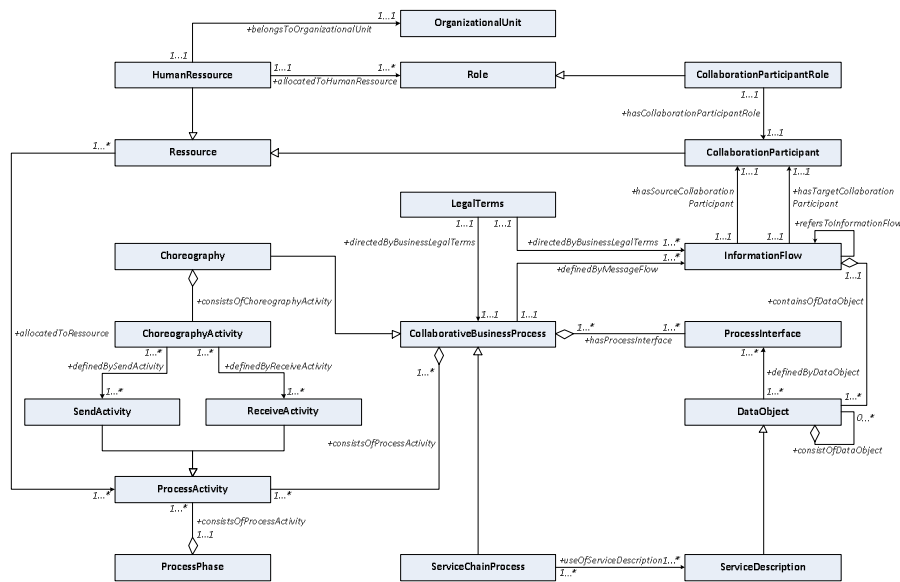 1...1
OrganizationalUnit
+belongsToOrganizationalUnit
1...1
HumanRessource
1...1
1...*
+allocatedToHumanRessource
Role
CollaborationParticipantRole
1...1
+hasCollaborationParticipantRole
1...1
1...*
Ressource
CollaborationParticipant
1...1
1...1
+hasSourceCollaboration
Participant
+hasTargetCollaboration
Participant
LegalTerms
1...1
1...1
+refersToInformationFlow
1...1
1...1
+directedByBusinessLegalTerms
+directedByBusinessLegalTerms
1...*
Choreography
1...*
InformationFlow
+definedByMessageFlow
1...1
+consistsOfChoreographyActivity
+containsOfDataObject
1...1
1...1
+allocatedToRessource
ChoreographyActivity
CollaborativeBusinessProcess
1...*
1...*
ProcessInterface
+hasProcessInterface
1...*
1...*
1...*
+definedBySendActivity
+definedByReceiveActivity
1...*
+definedByDataObject
1...*
1...*
1...*
1...*
SendActivity
ReceiveActivity
DataObject
0...*
+consistsOfProcessActivity
+consistOfDataObject
ProcessActivity
1...*
1...*
1...*
+consistsOfProcessActivity
1...1
ProcessPhase
ServiceChainProcess
+useOfServiceDescription
1...*
1...*
ServiceDescription